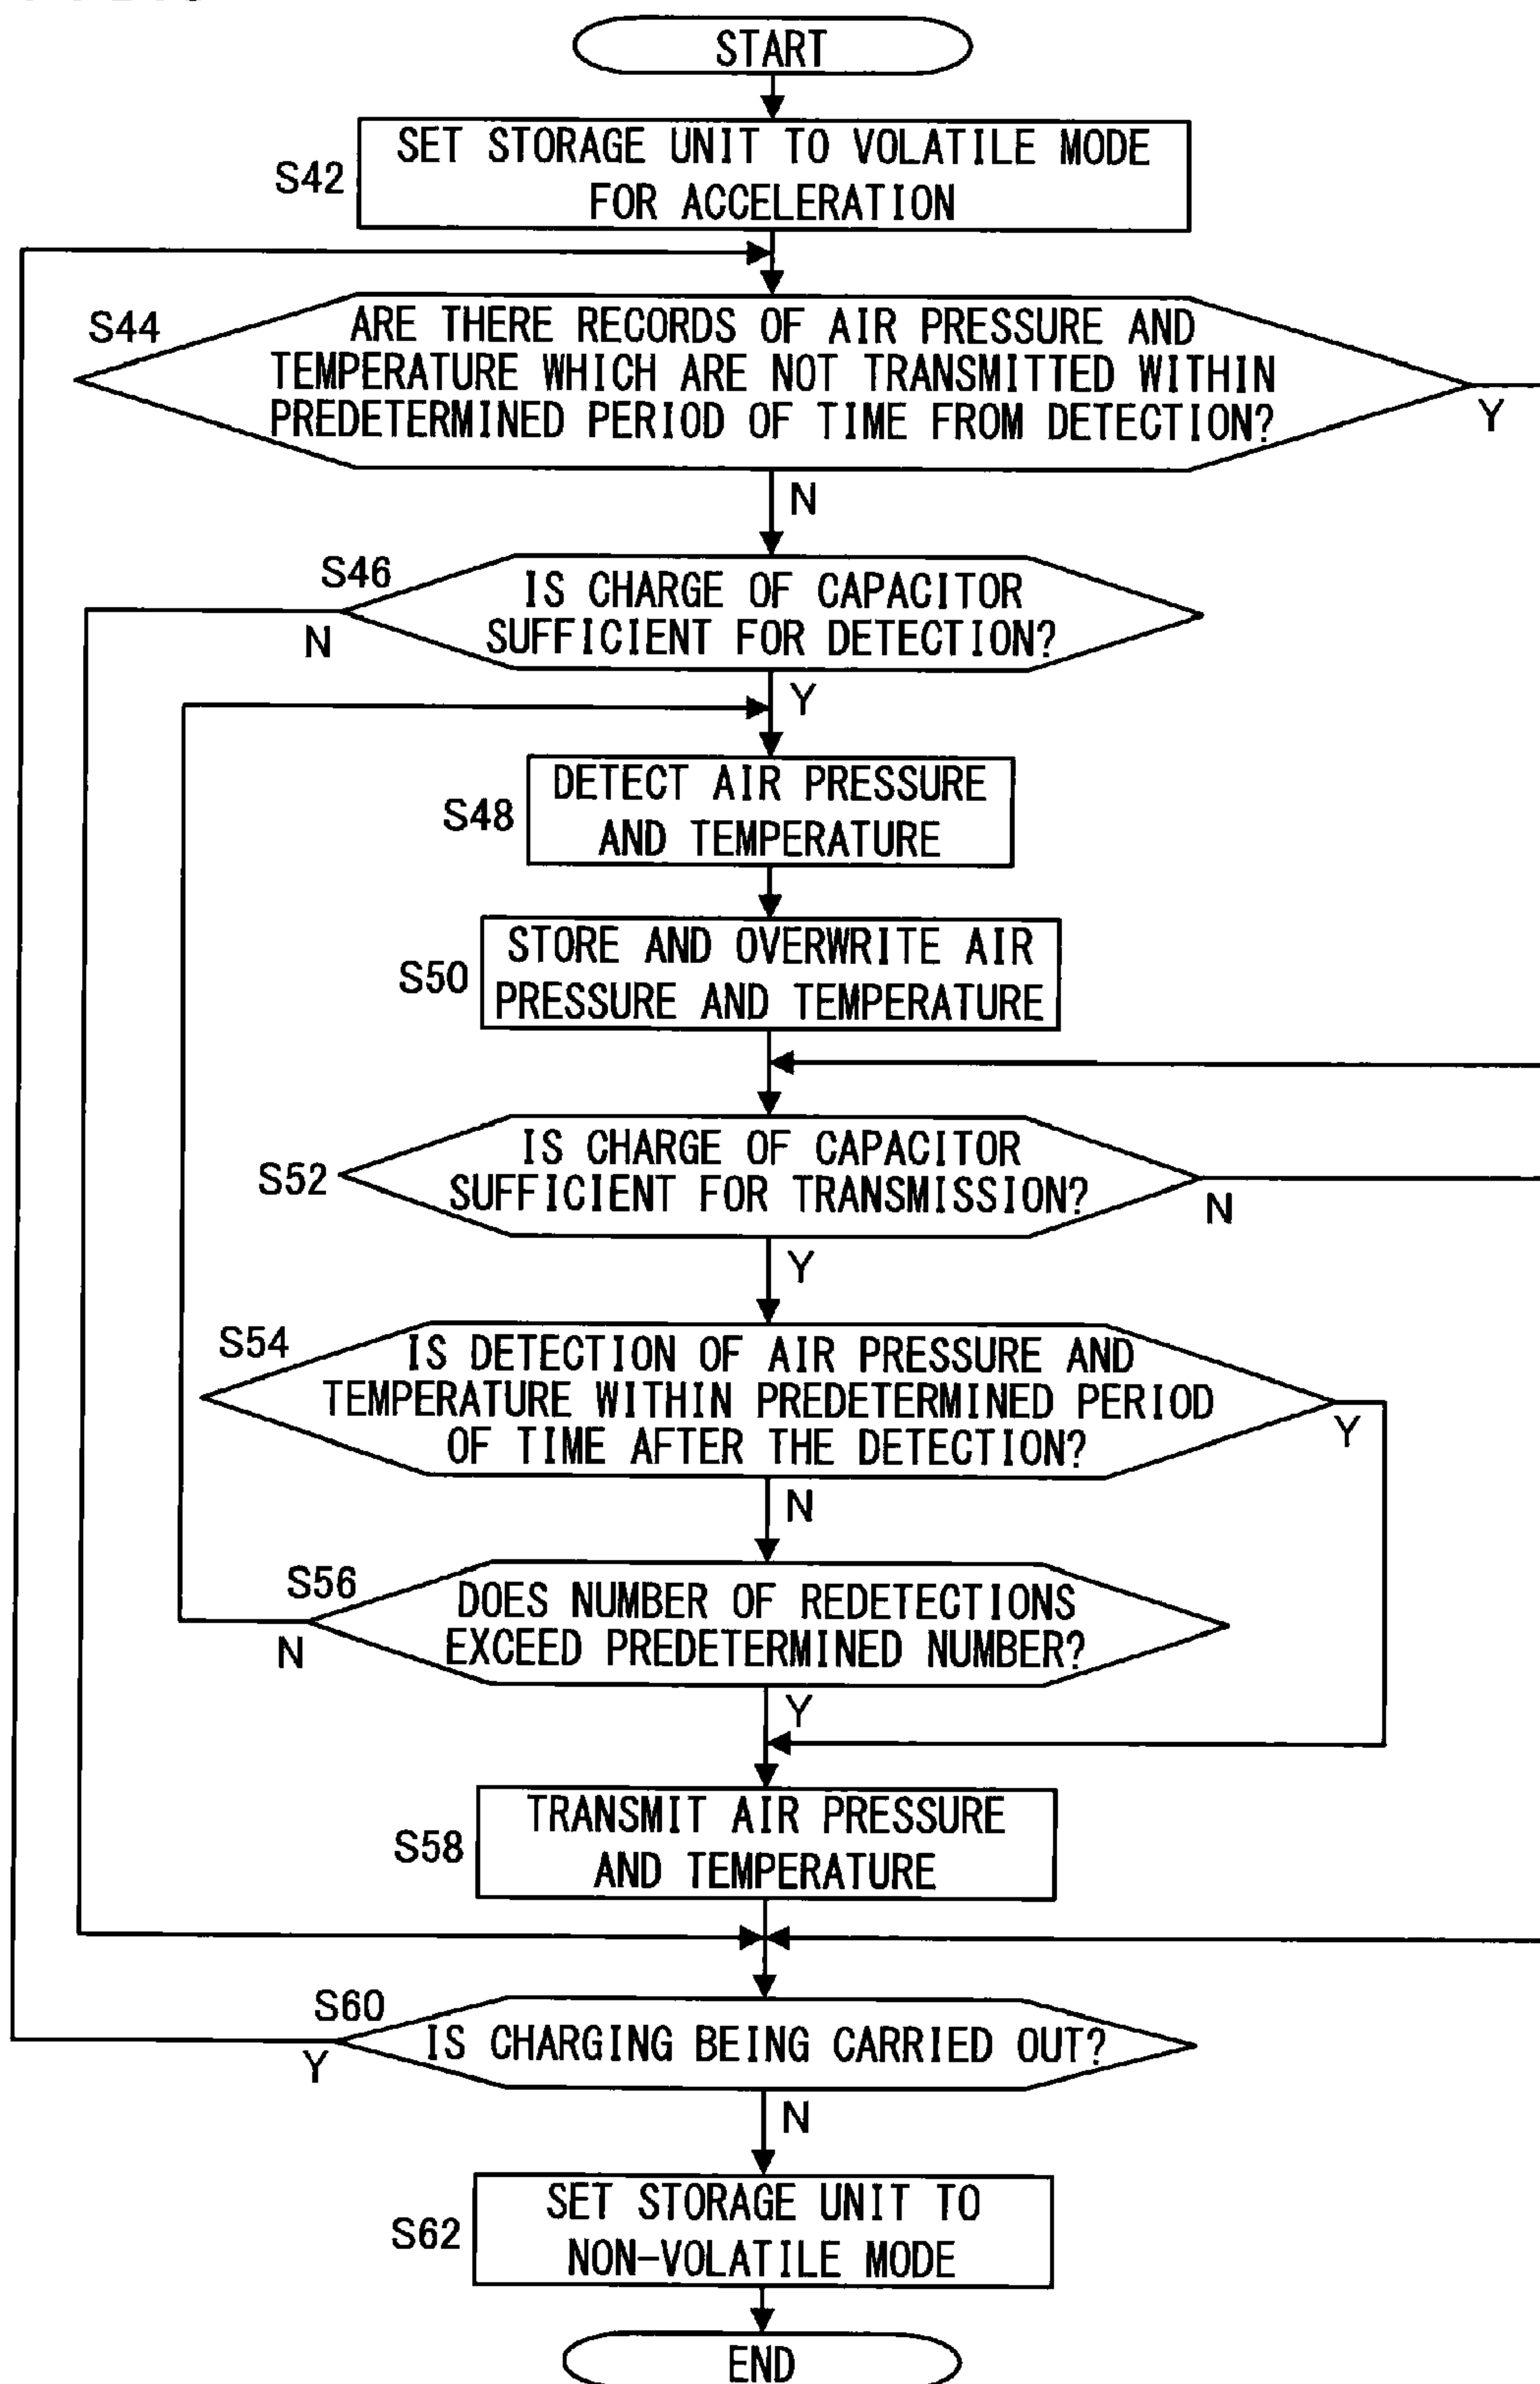 START
S42
SET STORAGE UNIT TO VOLATILE MODE
FOR ACCELERATION
S44
ARE THERE RECORDS OF AIR PRESSURE AND
TEMPERATURE WHICH ARE NOT TRANSMITTED WITHIN
PREDETERMINED PERIOD OF TIME FROM DETECTION?
Y
N
S46
IS CHARGE OF CAPACITOR
SUFFICIENT FOR DETECTION?
N
Y
S48
DETECT AIR PRESSURE
AND TEMPERATURE
S50
STORE AND OVERWRITE AIR
PRESSURE AND TEMPERATURE
S52
IS CHARGE OF CAPACITOR
SUFFICIENT FOR TRANSMISSION?
N
Y
S54
IS DETECTION OF AIR PRESSURE AND
TEMPERATURE WITHIN PREDETERMINED PERIOD
OF TIME AFTER THE DETECTION?
Y
N
S56
DOES NUMBER OF REDETECTIONS
EXCEED PREDETERMINED NUMBER?
N
Y
S58
TRANSMIT AIR PRESSURE
AND TEMPERATURE
S60
IS CHARGING BEING CARRIED OUT?
Y
N
S62
SET STORAGE UNIT TO
NON-VOLATILE MODE
END